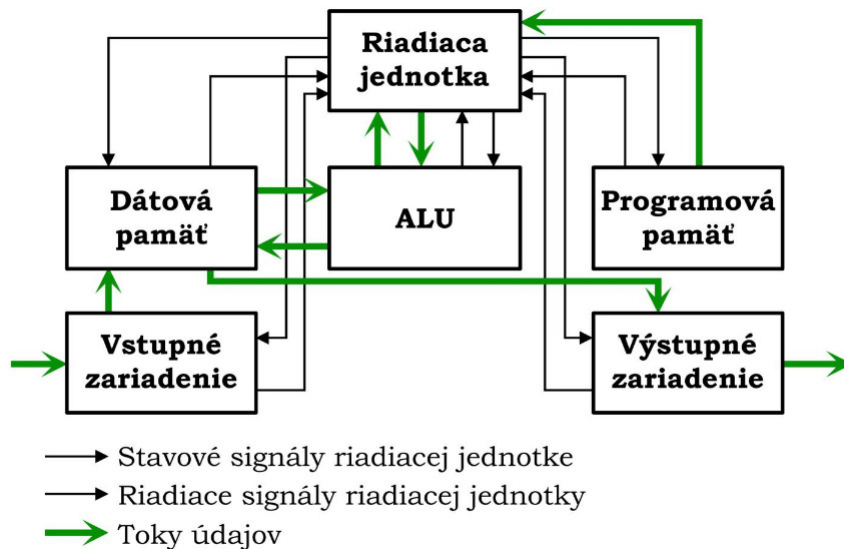 Riadiaca
jednotka
Dátová
pamäť
ALU
Programová
pamäť
Vstupné
zariadenie
Výstupné
zariadenie
Stavové signály riadiacej jednotke
Riadiace signály riadiacej jednotky
Toky údajov